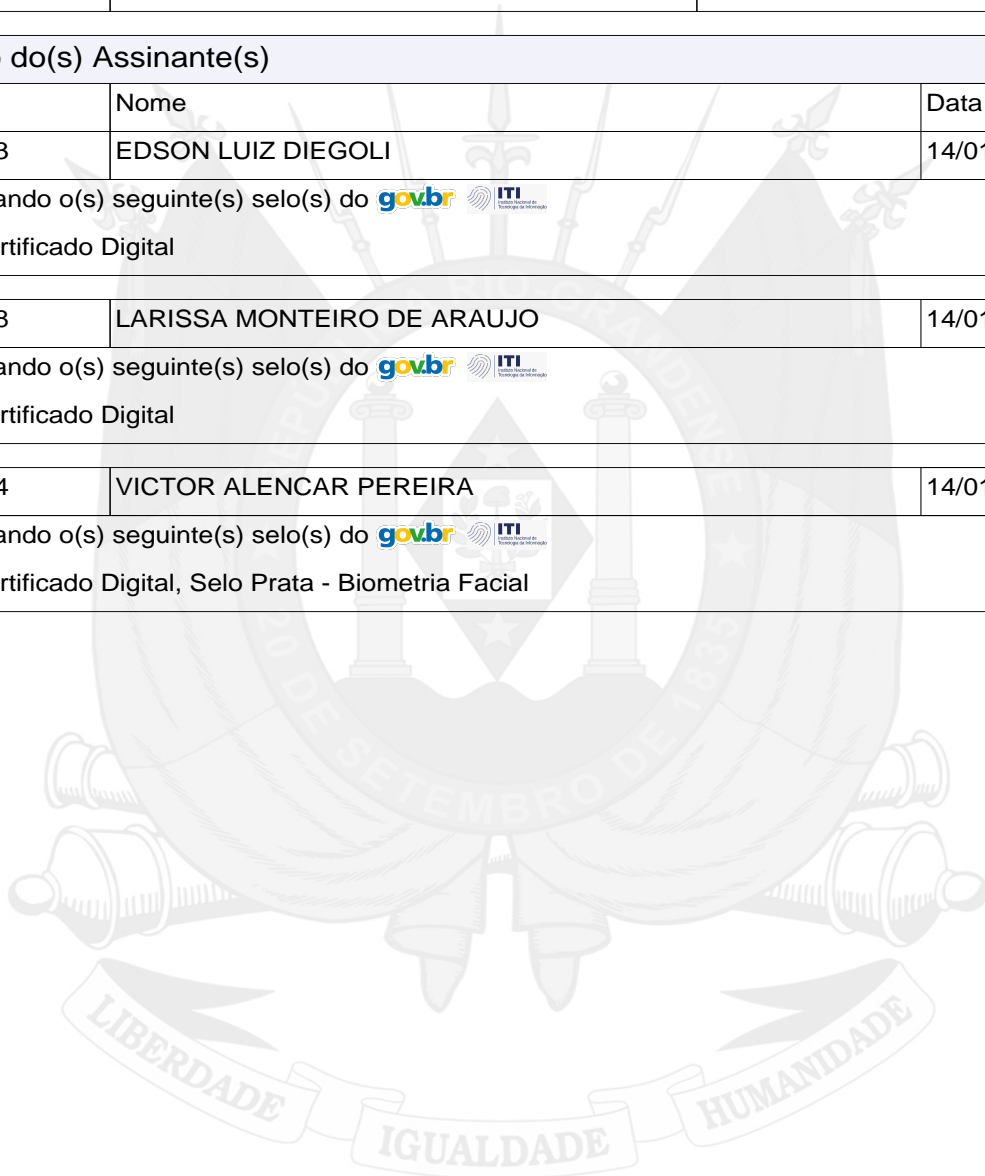 do(s) Assinante(s)
Nome Data
3 EDSON LUIZ DIEGOLI 14/01
ando o(s) seguinte(s) selo(s) do gov.br ITI
rtificado Digital
3 LARISSA MONTEIRO DE ARAUJO 14/01
ando o(s) seguinte(s) selo(s) do gov.br ITI
rtificado Digital
4 VICTOR ALENCAR PEREIRA 14/01
ando o(s) seguinte(s) selo(s) do gov.br ITI
rtificado Digital, Selo Prata - Biometria Facial
REPUBLICA RIO-GRANDENSE
20 DE SETEMBRO DE 1835
LIBERDADE IGUALDADE HUMANIDADE